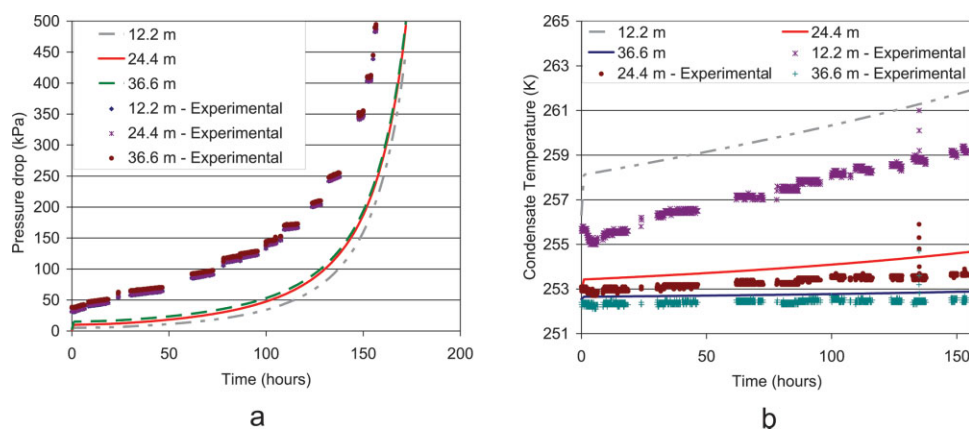 500
450
400
350
300
250
200
150
100
50
0
Pressure drop (kPa)
12.2 m
24.4 m
36.6 m
12.2 m - Experimental
24.4 m - Experimental
36.6 m - Experimental
0 50 100 150 200
Time (hours)
a
265
263
261
259
257
255
253
251
Condensate Temperature (K)
12.2 m 24.4 m
36.6 m 12.2 m - Experimental
24.4 m - Experimental 36.6 m - Experimental
0 50 100 150
Time (hours)
b